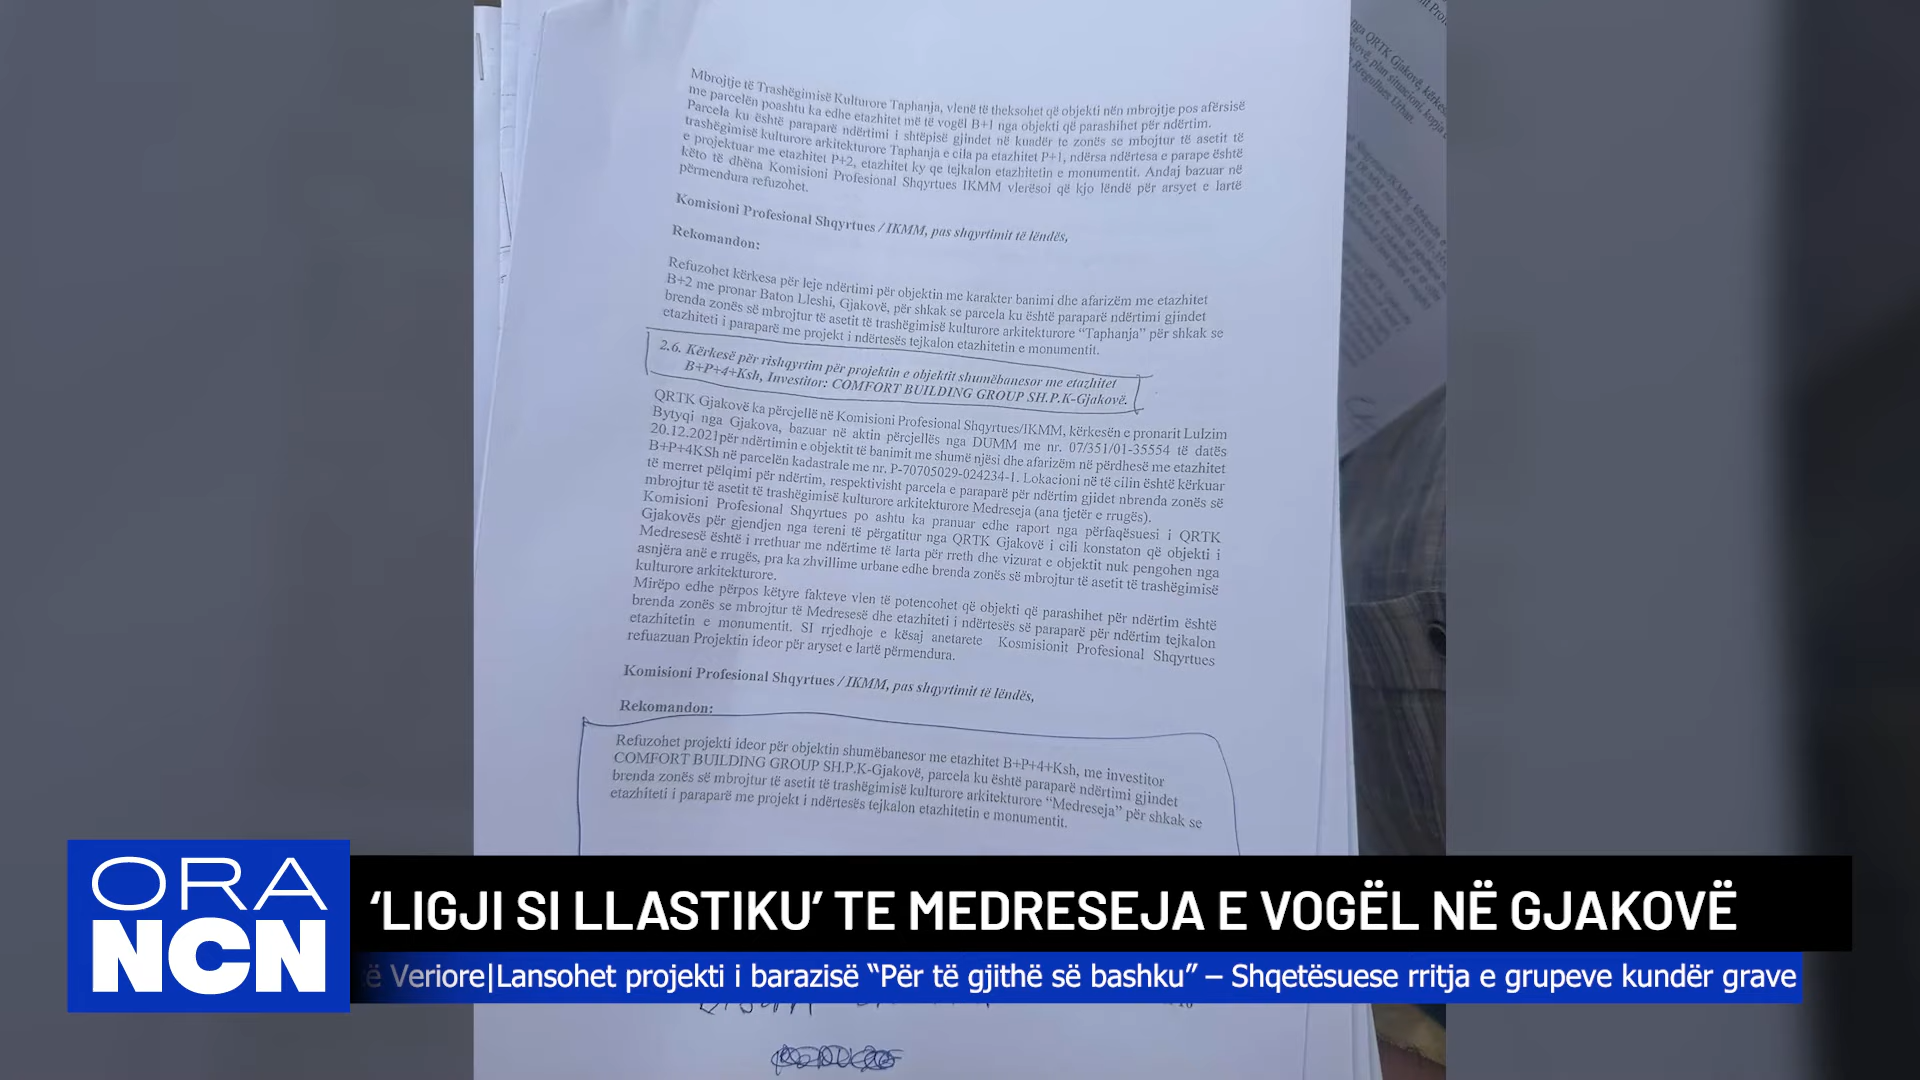 Mbrojtje të Trashëgimisë Kulturore Taphanja, vlenë të theksohet që objekti nën mbrojtje pos afërsisë
me parcelën poashtu ka edhe etazhitet më të vogël B+1 nga objekti që parashihet për ndërtim.
Parcela ku është paraparë ndërtimi i shtëpisë gjindet në kundër te zonës se mbojtur të asetit të
trashëgimisë kulturore arkitekturore Taphanja e cila pa etazhitet P+1, ndërsa ndërtesa e parape është
e projektuar me etazhitet P+2, etazhitet ky qe tejkalon etazhitetin e monumentit. Andaj bazuar në
këto të dhëna Komisioni Profesional Shqyrtues IKMM vlerësoi që kjo lëndë për arsyet e lartë
përmendura refuzohet.
Komisioni Profesional Shqyrtues / IKMM, pas shqyrtimit të lëndës,
Rekomandon:
Refuzohet kërkesa për leje ndërtimi për objektin me karakter banimi dhe afarizëm me etazhitet
B+2 me pronar Baton Lleshi, Gjakovë, për shkak se parcela ku është paraparë ndërtimi gjindet
brenda zonës së mbrojtur të asetit të trashëgimisë kulturore arkitekturore “Taphanja” për shkak se
etazhiteti i paraparë me projekt i ndërtesës tejkalon etazhitetin e monumentit.
2.6. Kërkesë për rishqyrtim për projektin e objektit shumëbanesor me etazhitet
B+P+4+Ksh, Investitor: COMFORT BUILDING GROUP SH.P.K-Gjakovë.
QRTK Gjakovë ka përcjellë në Komisioni Profesional Shqyrtues/IKMM, kërkesën e pronarit Lulzim
Bytyqi nga Gjakova, bazuar në aktin përcjellës nga DUMM me nr. 07/351/01-35554 të datës
20.12.2021për ndërtimin e objektit të banimit me shumë njësi dhe afarizëm në përdhesë me etazhitet
B+P+4KSh në parcelën kadastrale me nr. P-70705029-024234-1. Lokacioni në të cilin është kërkuar
të merret pëlqimi për ndërtim, respektivisht parcela e paraparë për ndërtim gjidet nbrenda zonës së
mbrojtur të asetit të trashëgimisë kulturore arkitekturore Medreseja (ana tjetër e rrugës).
Komisioni Profesional Shqyrtues po ashtu ka pranuar edhe raport nga përfaqësuesi i QRTK
Gjakovës për gjendjen nga tereni të përgatitur nga QRTK Gjakovë i cili konstaton që objekti i
Medresesë është i rrethuar me ndërtime të larta për rreth dhe vizurat e objektit nuk pengohen nga
asnjëra anë e rrugës, pra ka zhvillime urbane edhe brenda zonës së mbrojtur të asetit të trashëgimisë
kulturore arkitekturore.
Mirëpo edhe përpos këtyre fakteve vlen të potencohet që objekti që parashihet për ndërtim është
brenda zonës se mbrojtur të Medresesë dhe etazhiteti i ndërtesës së paraparë për ndërtim tejkalon
etazhitetin e monumentit. SI rrjedhoje e kësaj anetarete Kosmisionit Profesional Shqyrtues
refuazuan Projektin ideor për aryset e lartë përmendura.
Komisioni Profesional Shqyrtues / IKMM, pas shqyrtimit të lëndës,
Rekomandon:
Refuzohet projekti ideor për objektin shumëbanesor me etazhitet B+P+4+Ksh, me investitor
COMFORT BUILDING GROUP SH.P.K-Gjakovë, parcela ku është paraparë ndërtimi gjindet
brenda zonës së mbrojtur të asetit të trashëgimisë kulturore arkitekturore “Medreseja” për shkak se
etazhiteti i paraparë me projekt i ndërtesës tejkalon etazhitetin e monumentit.
ORA
NCN
‘LIGJI SI LLASTIKU’ TE MEDRESEJA E VOGËL NË GJAKOVË
Veriore|Lansohet projekti i barazisë “Për të gjithë së bashku” – Shqetësuese rritja e grupeve kundër grave